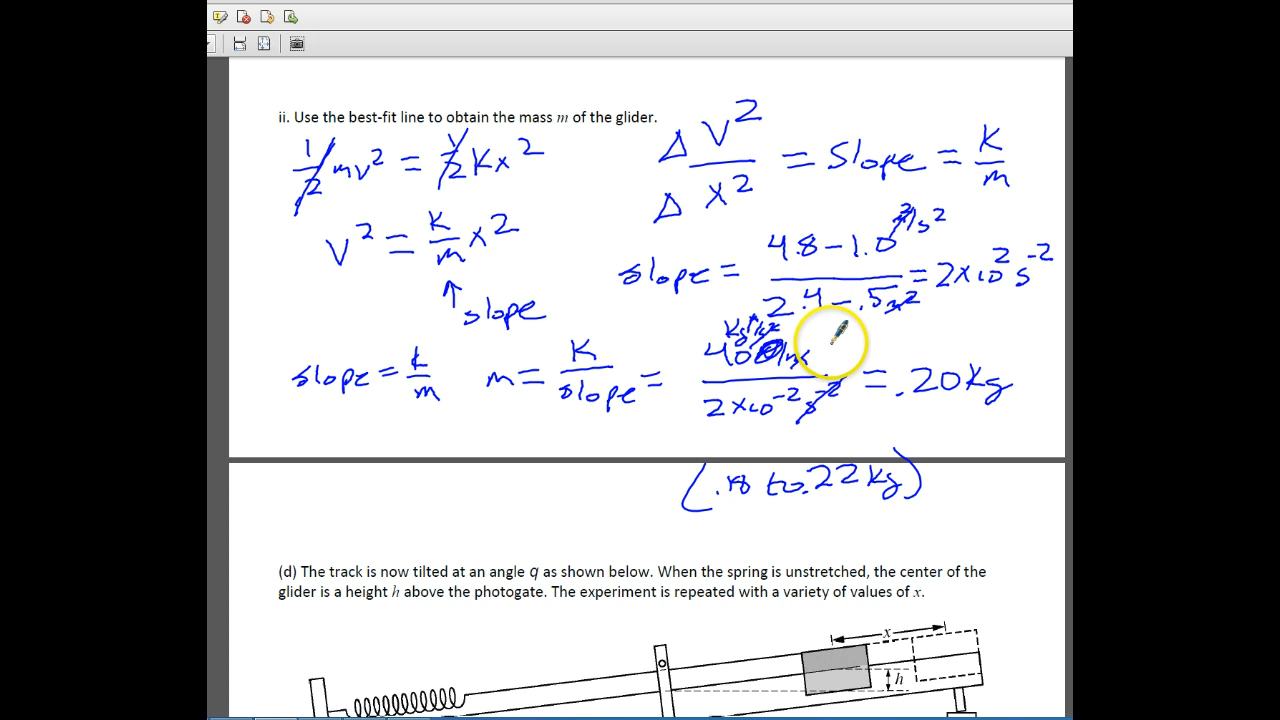 ii. Use the best-fit line to obtain the mass m of the glider.
1/2 mv² = 1/2 Kx²
Δ V² / Δ x² = Slope = K/m
V² = K/m x²
↑ slope
slope = 4.8 – 1.0 /s² / 2.4 – .5 = 2x10² s⁻²
slope = k/m m = K/slope = 40 / 2x10⁻² s⁻² = .20 Kg
(.18 to .22 kg)
(d) The track is now tilted at an angle q as shown below. When the spring is unstretched, the center of the
glider is a height h above the photogate. The experiment is repeated with a variety of values of x.
x
h